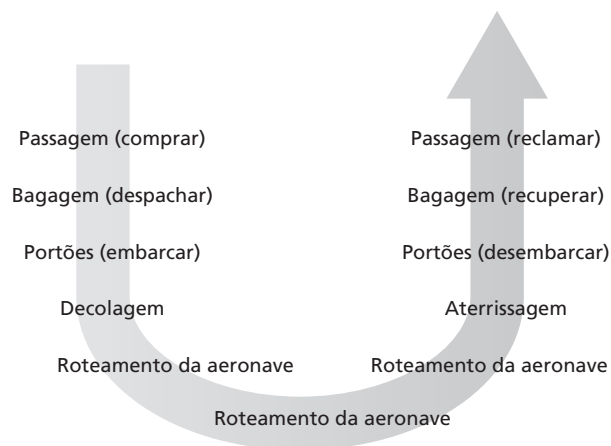 Passagem (comprar)
Passagem (reclamar)
Bagagem (despachar)
Bagagem (recuperar)
Portões (embarcar)
Portões (desembarcar)
Decolagem
Aterrissagem
Roteamento da aeronave
Roteamento da aeronave
Roteamento da aeronave